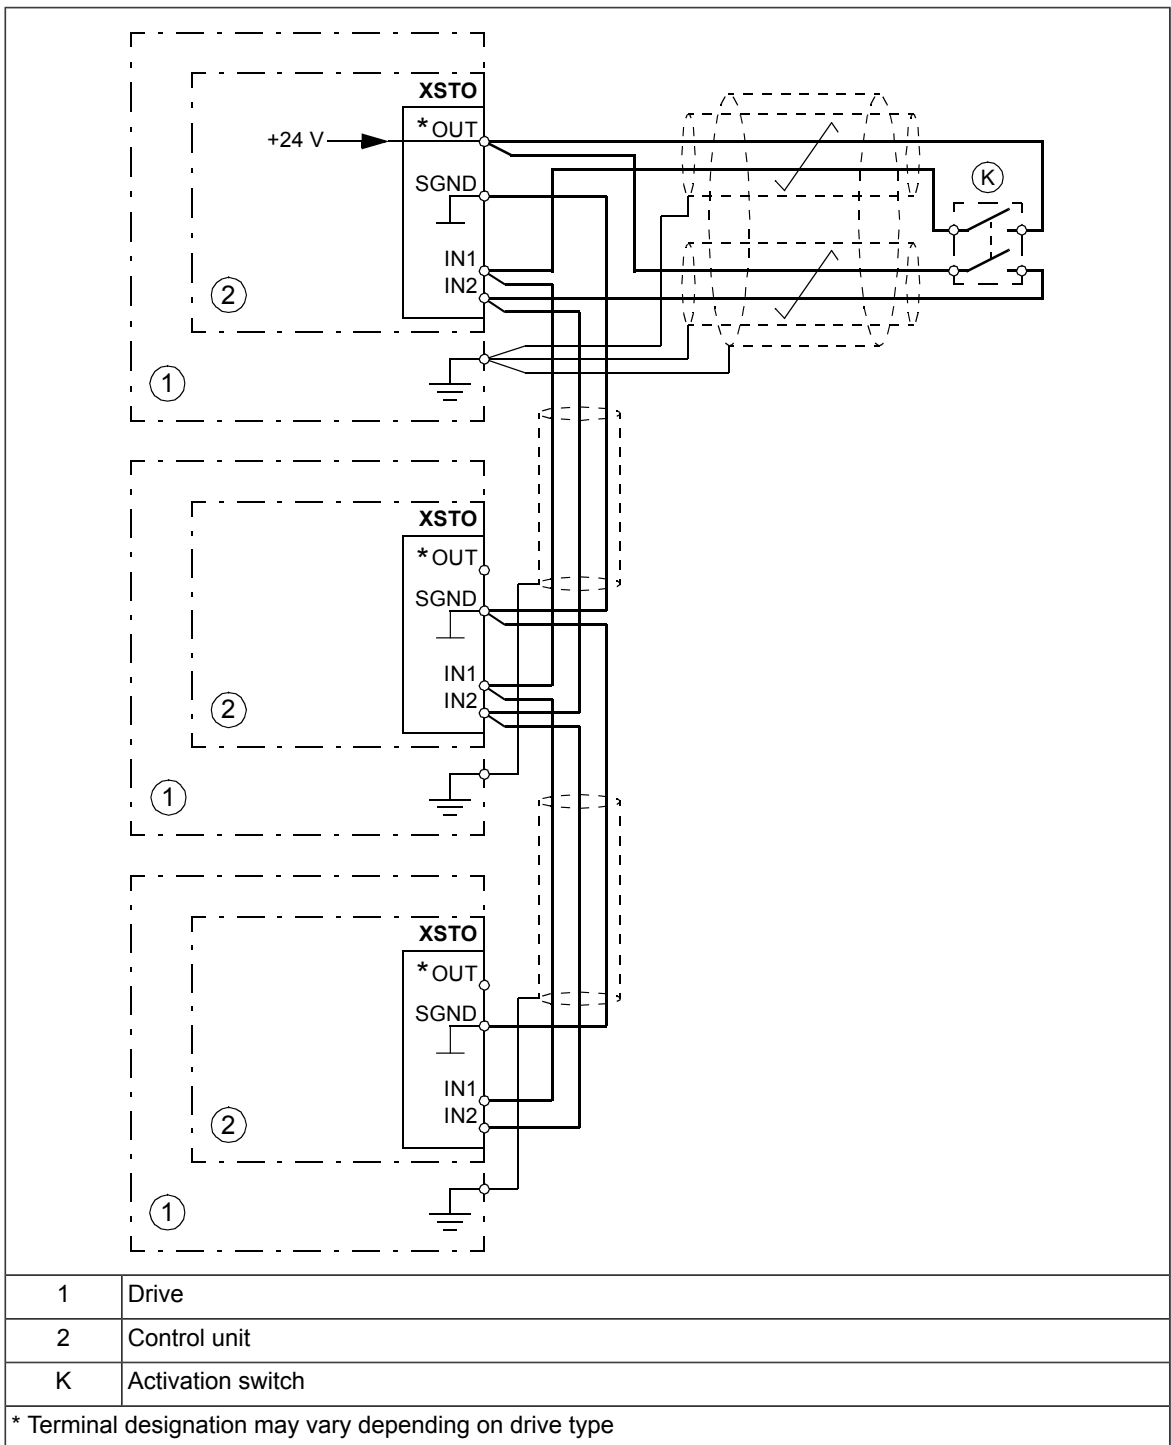 XSTO
* OUT
+24 V
SGND
K
IN1
IN2
2
1
XSTO
* OUT
SGND
IN1
IN2
2
1
XSTO
* OUT
SGND
IN1
IN2
2
1
1 Drive
2 Control unit
K Activation switch
* Terminal designation may vary depending on drive type